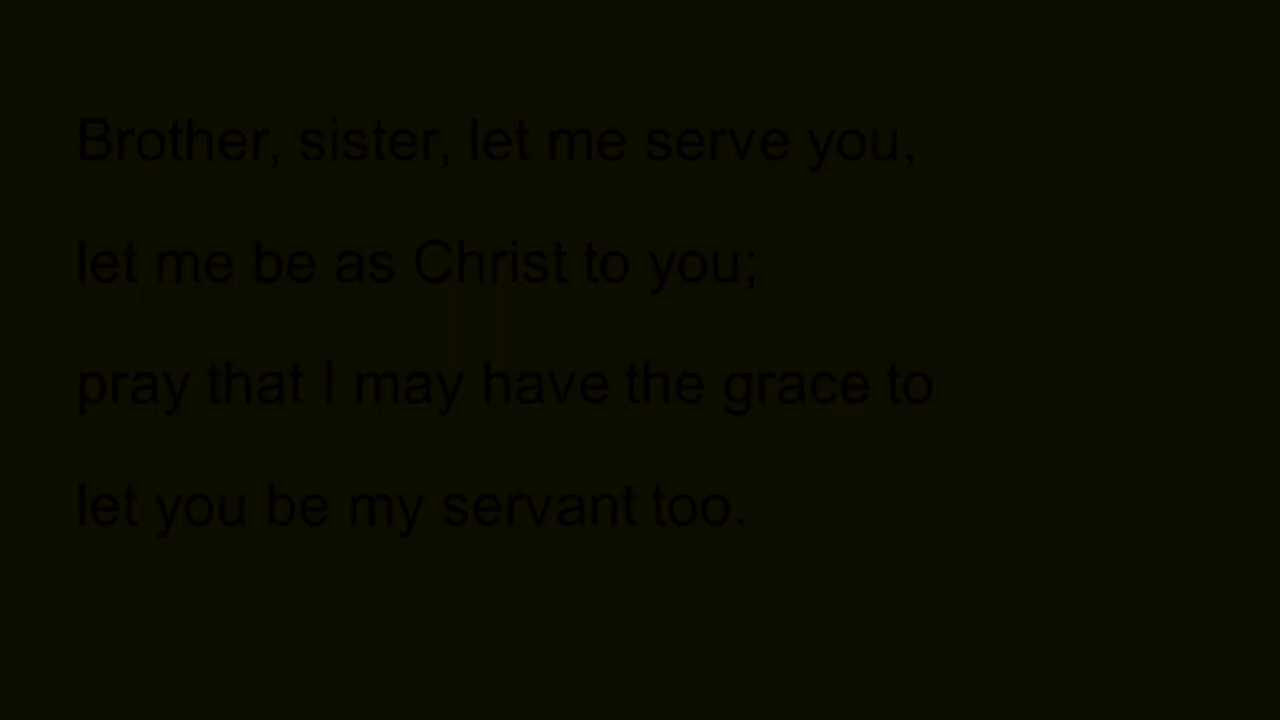 Brother, sister, let me serve you,
let me be as Christ to you;
pray that I may have the grace to
let you be my servant too.